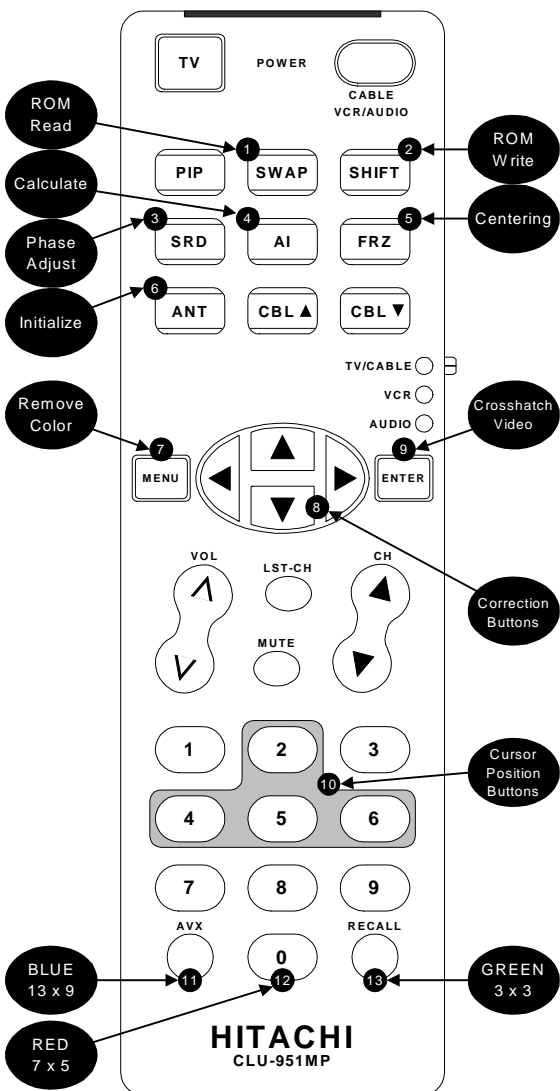 TV
POWER
CABLE
VCR/AUDIO
ROM
Read
1
2
ROM
Write
PIP
SWAP
SHIFT
Calculate
3
4
5
Centering
Phase
Adjust
SRD
AI
FRZ
6
Initialize
ANT
CBL ▲
CBL ▼
TV/CABLE
VCR
AUDIO
Remove
Color
7
9
Crosshatch
Video
MENU
ENTER
8
VOL
LST-CH
CH
Correction
Buttons
MUTE
1
2
3
10
Cursor
Position
Buttons
4
5
6
7
8
9
AVX
RECALL
0
BLUE
13 x 9
11
12
13
GREEN
3 x 3
RED
7 x 5
HITACHI
CLU-951MP